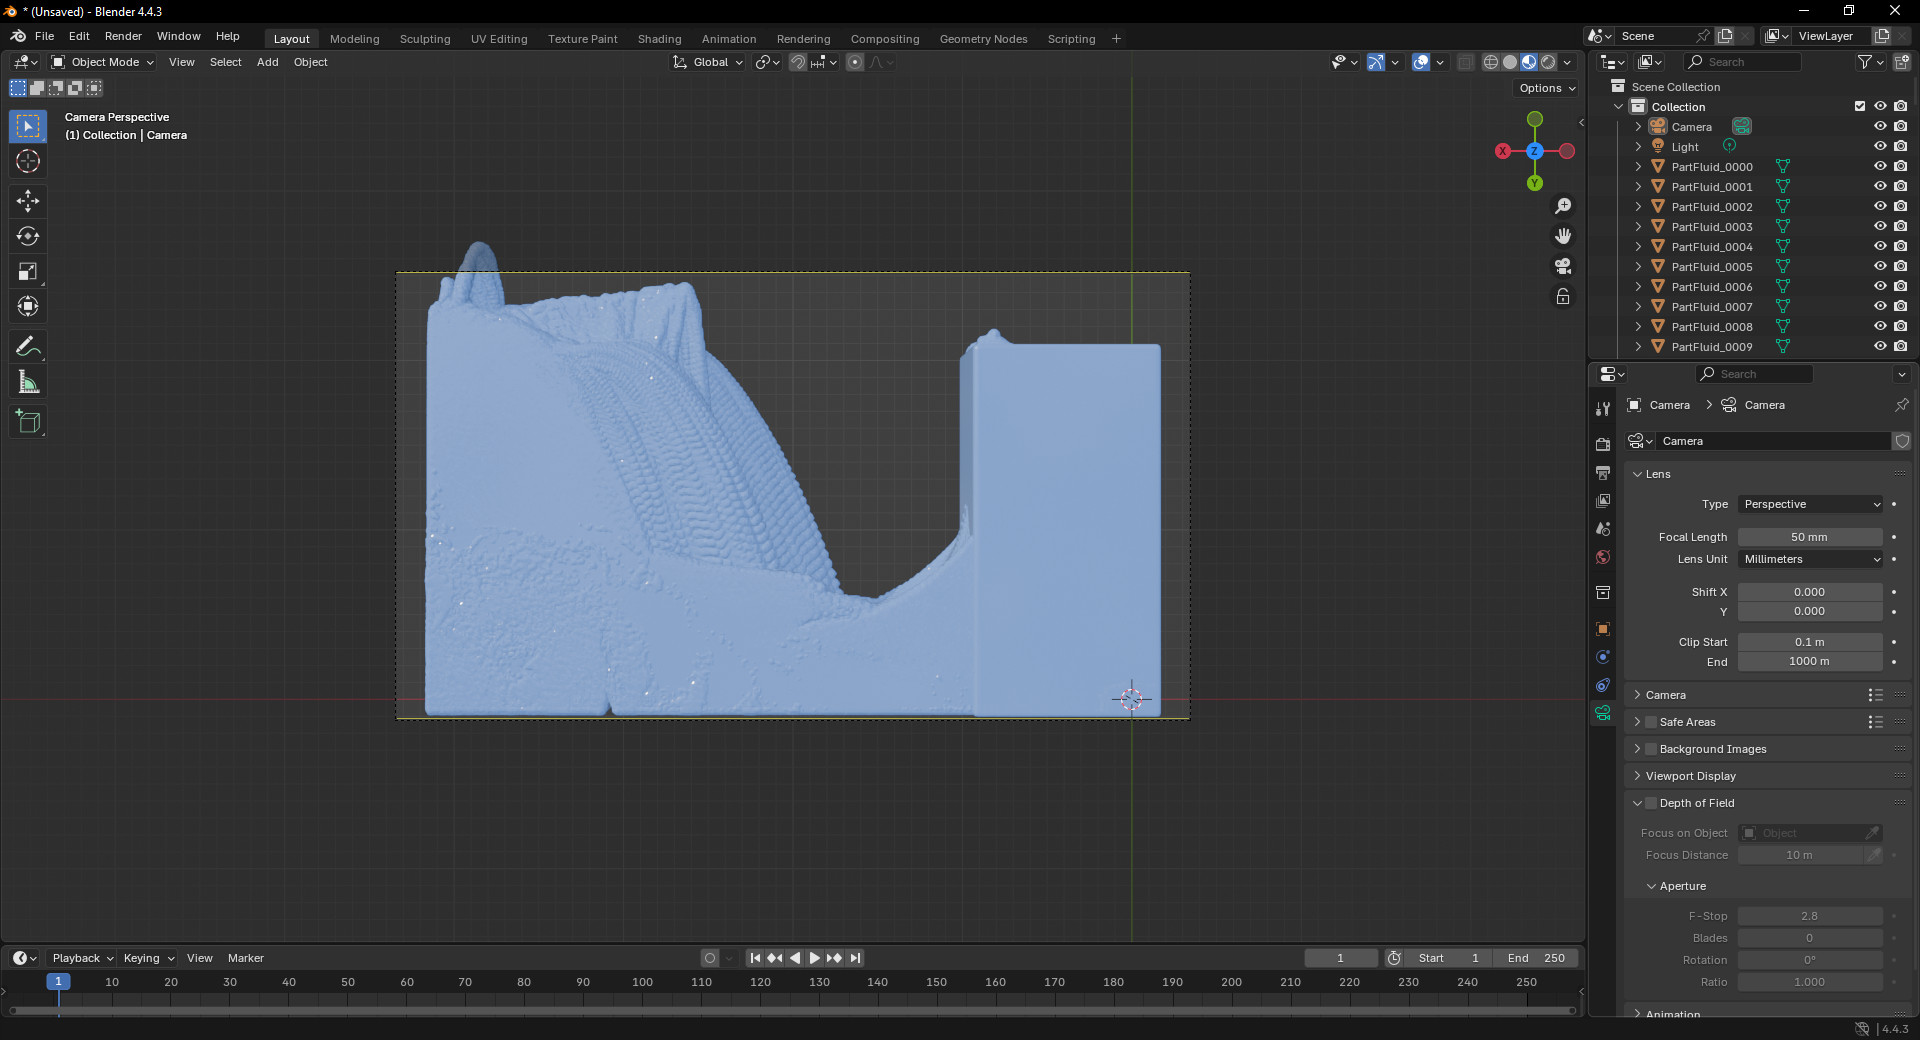 * (Unsaved) - Blender 4.4.3
File Edit Render Window Help
Layout Modeling Sculpting UV Editing Texture Paint Shading Animation Rendering Compositing Geometry Nodes Scripting +
Scene
ViewLayer
Object Mode View Select Add Object
Global
Search
Options
Camera Perspective
(1) Collection | Camera
X
Z
Y
Scene Collection
Collection
Camera
Light
PartFluid_0000
PartFluid_0001
PartFluid_0002
PartFluid_0003
PartFluid_0004
PartFluid_0005
PartFluid_0006
PartFluid_0007
PartFluid_0008
PartFluid_0009
Search
Camera > Camera
Camera
Lens
Type Perspective
Focal Length 50 mm
Lens Unit Millimeters
Shift X 0.000
Y 0.000
Clip Start 0.1 m
End 1000 m
Camera
Safe Areas
Background Images
Viewport Display
Depth of Field
Focus on Object Object
Focus Distance 10 m
Aperture
F-Stop 2.8
Blades 0
Rotation 0°
Ratio 1.000
Animation
Playback Keying View Marker
1 Start 1 End 250
1 10 20 30 40 50 60 70 80 90 100 110 120 130 140 150 160 170 180 190 200 210 220 230 240 250
4.4.3